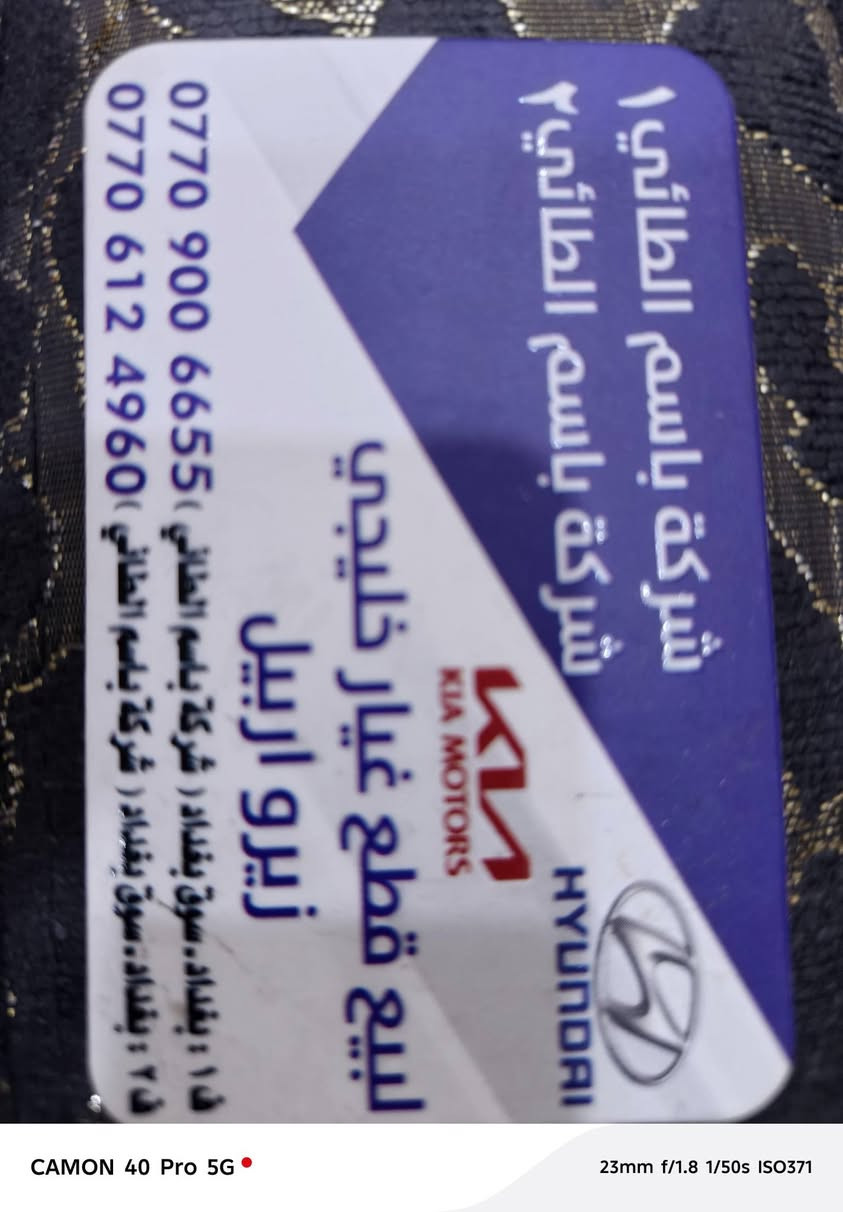 شركة باسم الطائي ١
شركة باسم الطائي ٢
HYUNDAI
KIA MOTORS
لبيع قطع غيار خليجي
زيرو اربيل
ف ١ : بغداد - سوق بغداد ( شركة باسم الطائي ) 0770 900 6655
ف ٢ : بغداد - سوق بغداد ( شركة باسم الطائي ) 0770 612 4960
CAMON 40 Pro 5G
23mm f/1.8 1/50s ISO371